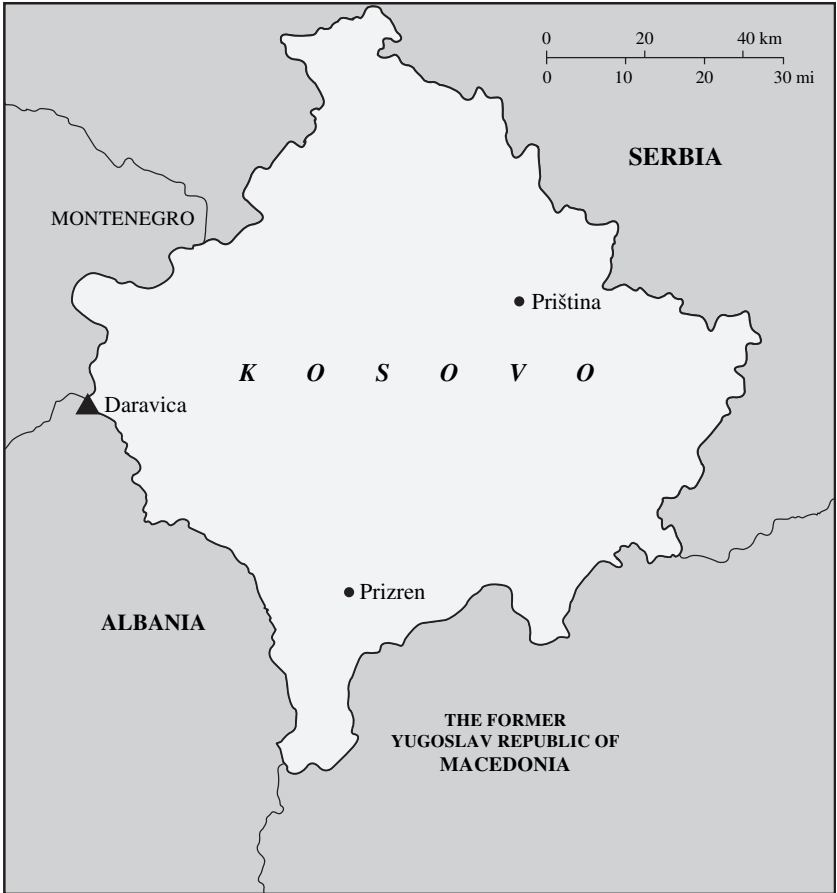 0 20 40 km
0 10 20 30 mi
SERBIA
MONTENEGRO
Priština
K O S O V O
Daravica
Prizren
ALBANIA
THE FORMER
YUGOSLAV REPUBLIC OF
MACEDONIA